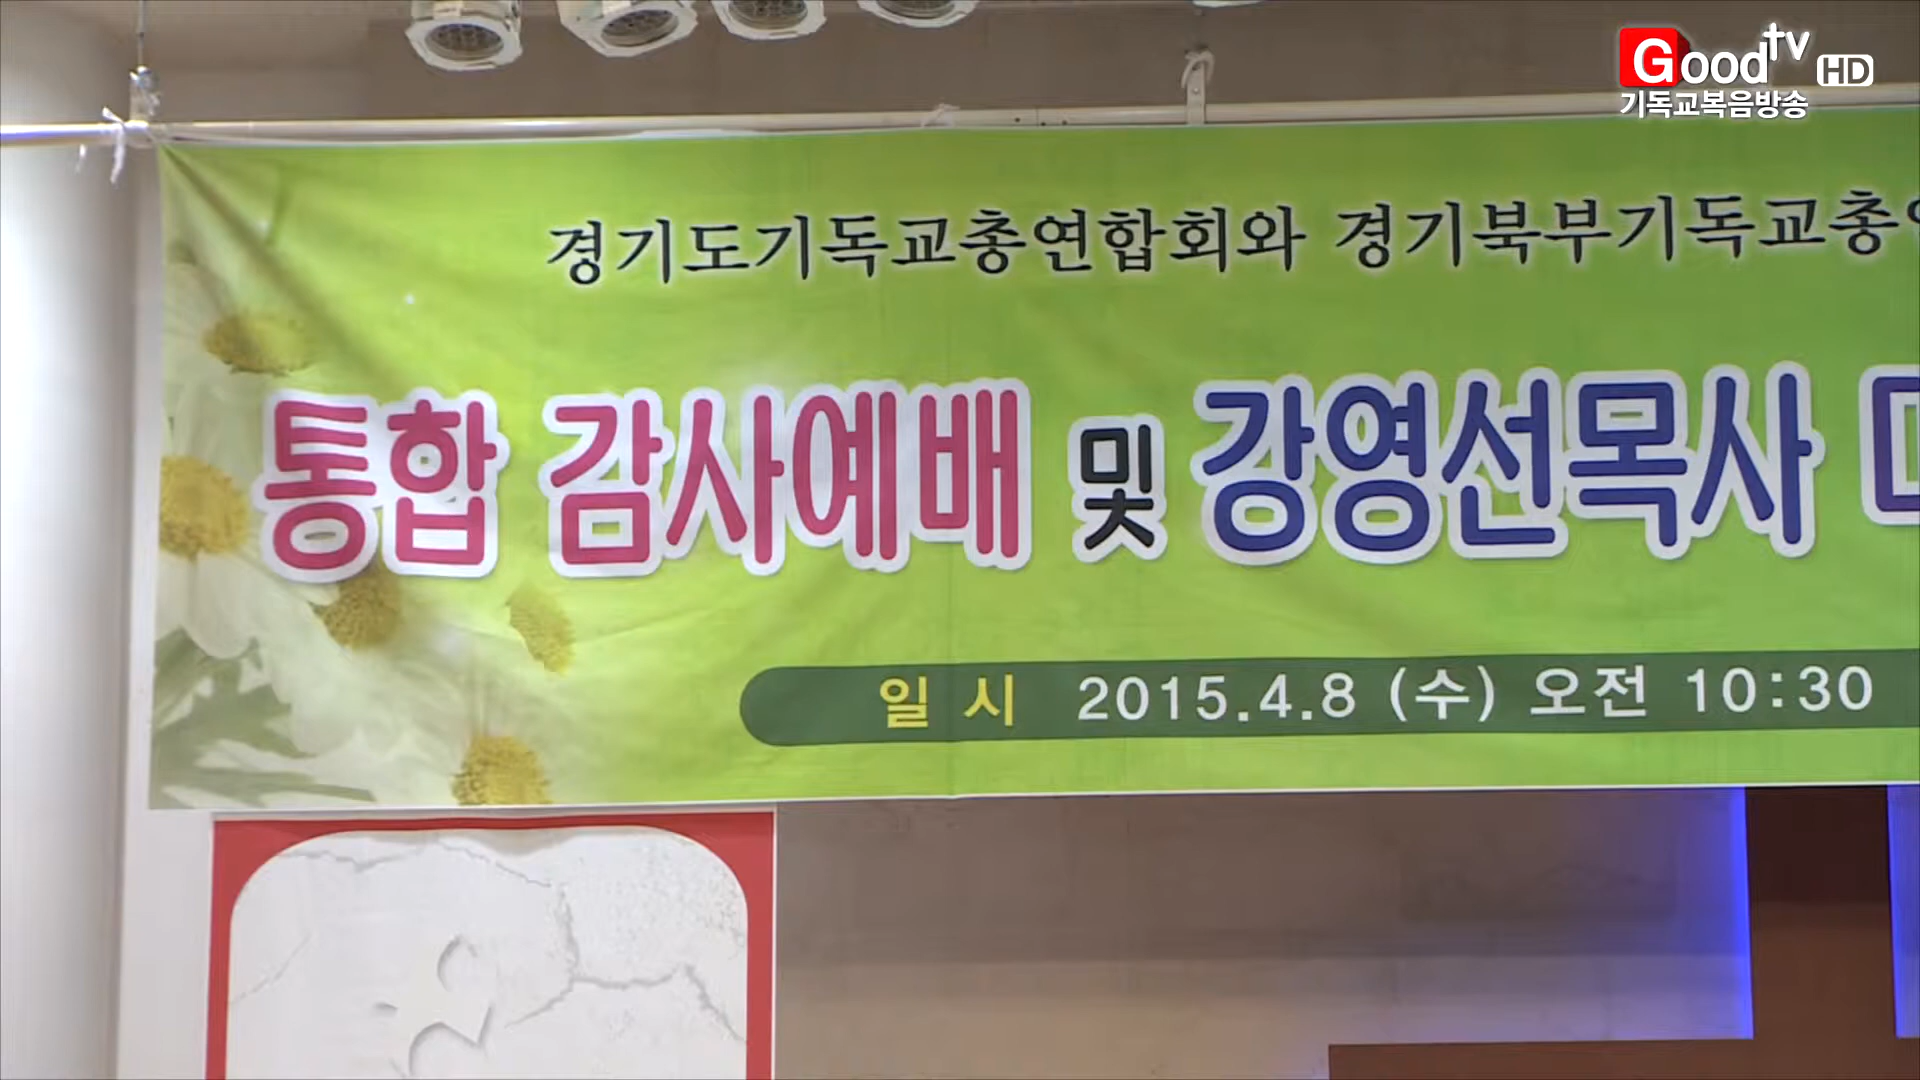 Good tv HD
기독교복음방송
경기도기독교총연합회와 경기북부기독교총
통합 감사예배 및 강영선목사
일 시 2015.4.8 (수) 오전 10:30